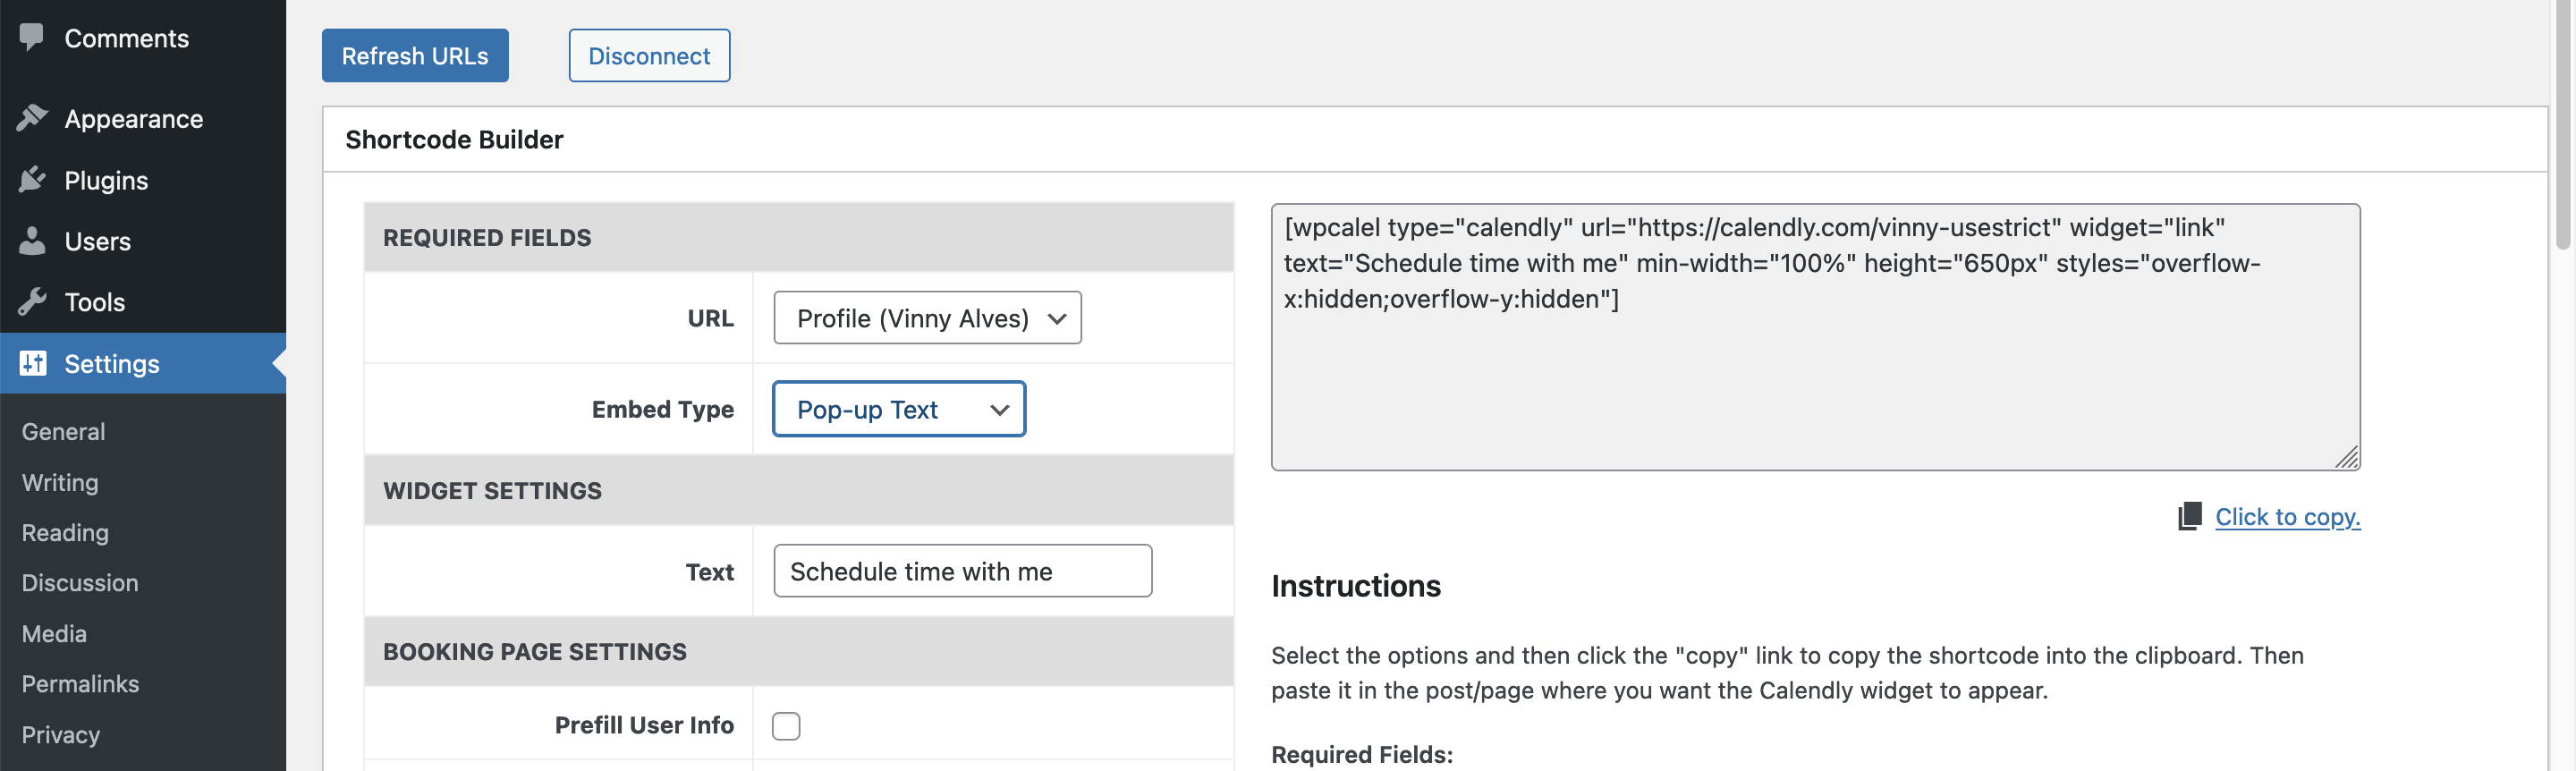 Comments
Appearance
Plugins
Users
Tools
Settings
General
Writing
Reading
Discussion
Media
Permalinks
Privacy
Refresh URLs
Disconnect
Shortcode Builder
REQUIRED FIELDS
URL
Profile (Vinny Alves)
Embed Type
Pop-up Text
WIDGET SETTINGS
Text
Schedule time with me
BOOKING PAGE SETTINGS
Prefill User Info
[wpcalel type="calendly" url="https://calendly.com/vinny-usestrict" widget="link"
text="Schedule time with me" min-width="100%" height="650px" styles="overflow-
x:hidden;overflow-y:hidden"]
Click to copy.
Instructions
Select the options and then click the "copy" link to copy the shortcode into the clipboard. Then
paste it in the post/page where you want the Calendly widget to appear.
Required Fields: